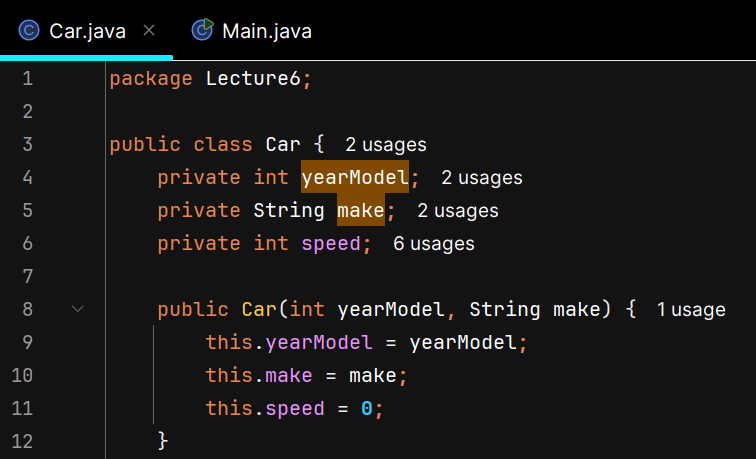 Car.java × Main.java
1 package Lecture6;
2
3 public class Car { 2 usages
4 private int yearModel; 2 usages
5 private String make; 2 usages
6 private int speed; 6 usages
7
8 public Car(int yearModel, String make) { 1 usage
9 this.yearModel = yearModel;
10 this.make = make;
11 this.speed = 0;
12 }